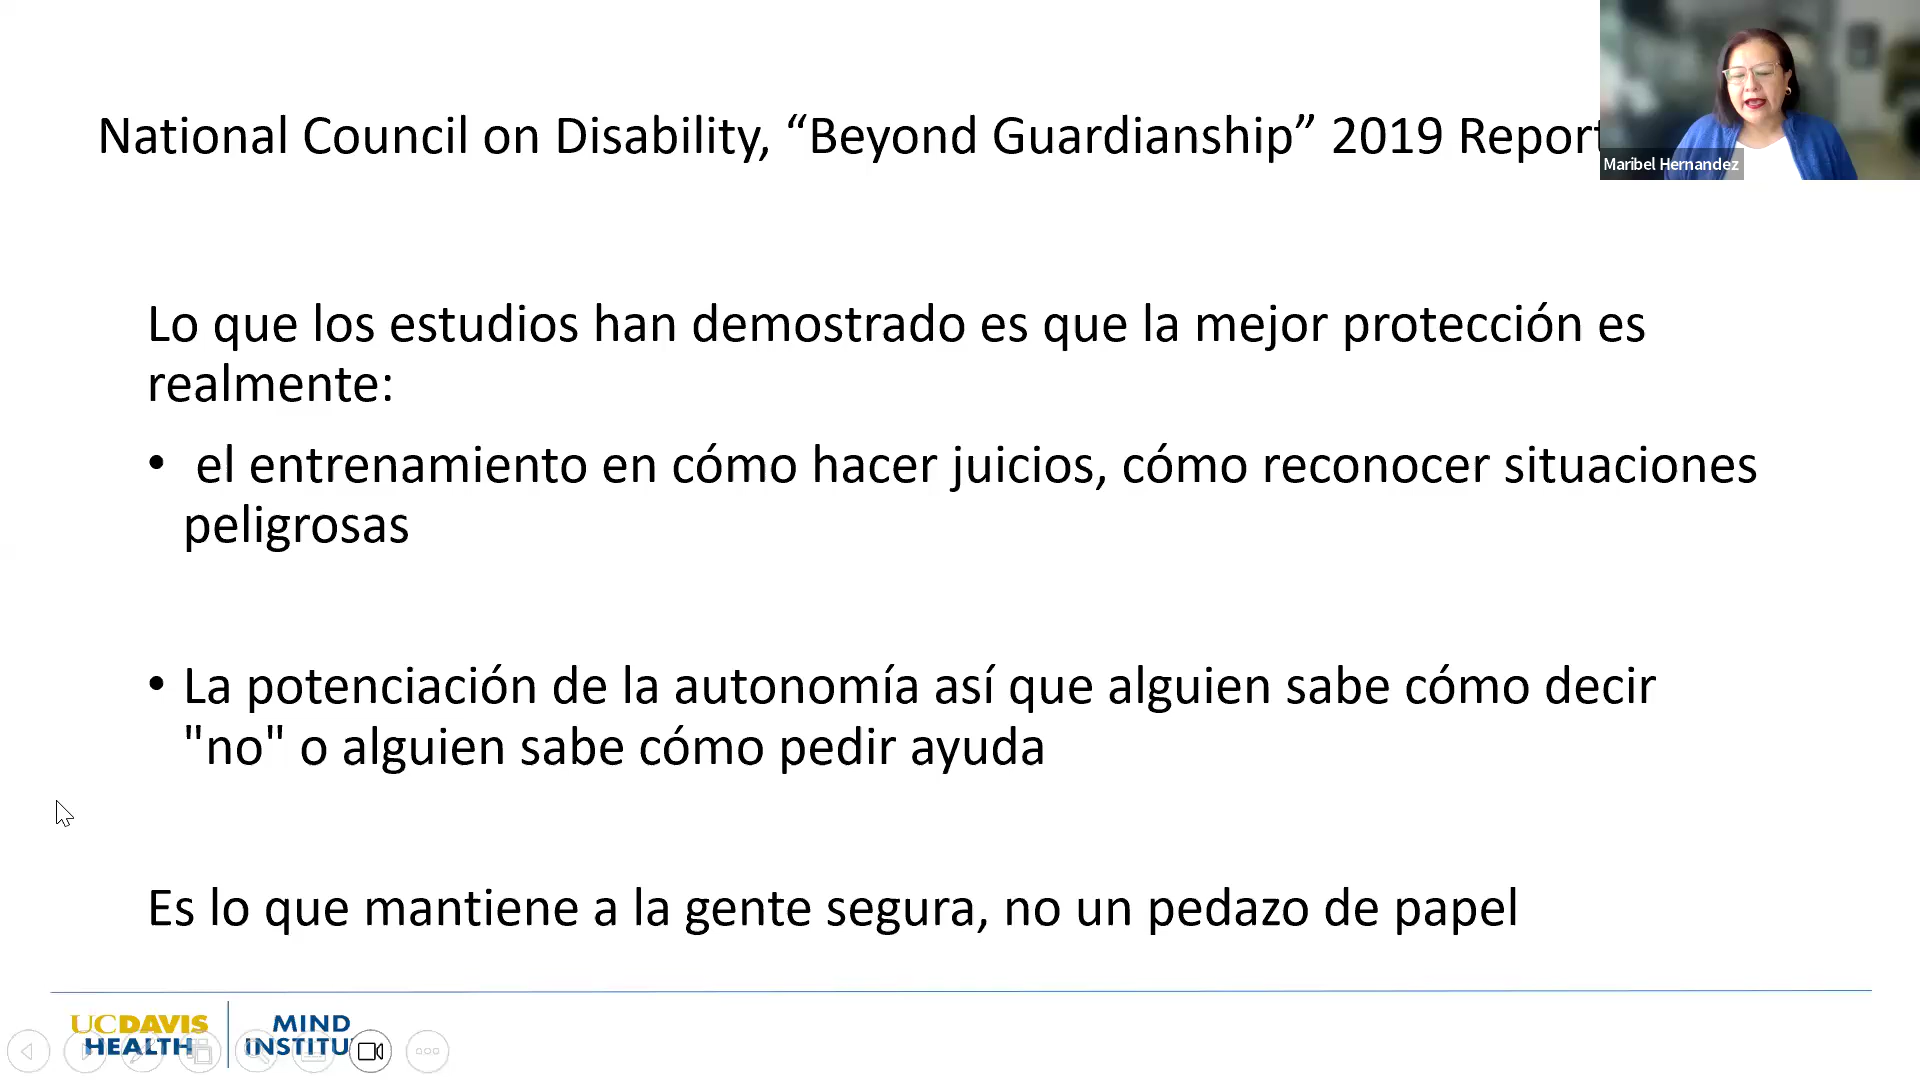 National Council on Disability, “Beyond Guardianship” 2019 Report
Maribel Hernandez
Lo que los estudios han demostrado es que la mejor protección es
realmente:
• el entrenamiento en cómo hacer juicios, cómo reconocer situaciones
peligrosas
• La potenciación de la autonomía así que alguien sabe cómo decir
"no" o alguien sabe cómo pedir ayuda
Es lo que mantiene a la gente segura, no un pedazo de papel
UCDAVIS
HEALTH
MIND
INSTITU